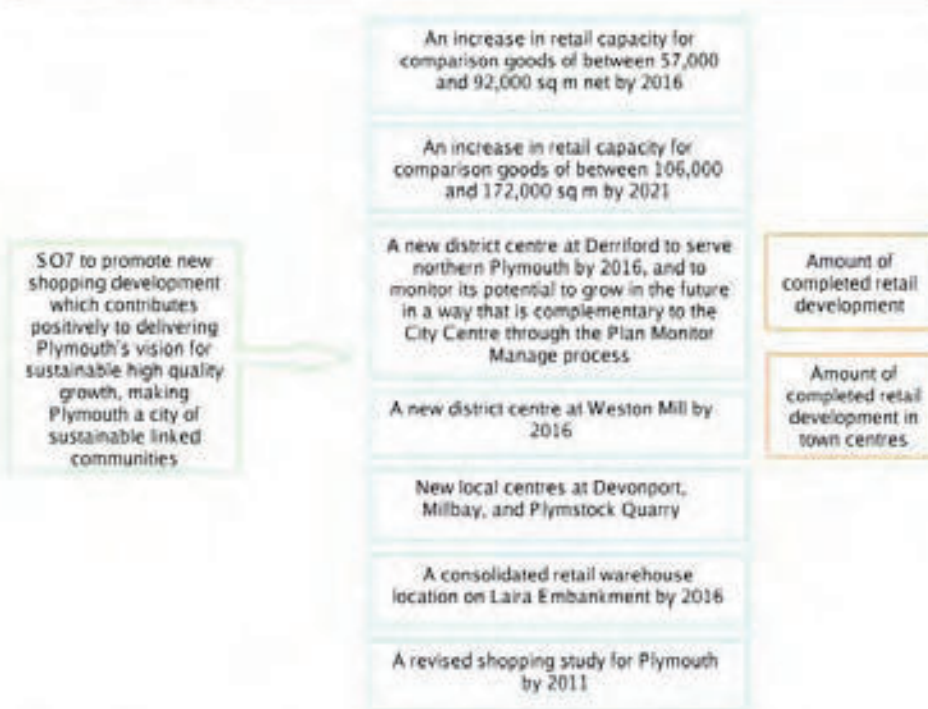 SO7 to promote new
shopping development
which contributes
positively to delivering
Plymouth's vision for
sustainable high quality
growth, making
Plymouth a city of
sustainable linked
communities
An increase in retail capacity for
comparison goods of between 57,000
and 92,000 sq m net by 2016
An increase in retail capacity for
comparison goods of between 106,000
and 172,000 sq m by 2021
A new district centre at Derriford to serve
northern Plymouth by 2016, and to
monitor its potential to grow in the future
in a way that is complementary to the
City Centre through the Plan Monitor
Manage process
A new district centre at Weston Mill by
2016
New local centres at Devonport,
Millbay, and Plymstock Quarry
A consolidated retail warehouse
location on Laira Embankment by 2016
A revised shopping study for Plymouth
by 2011
Amount of
completed retail
development
Amount of
completed retail
development in
town centres